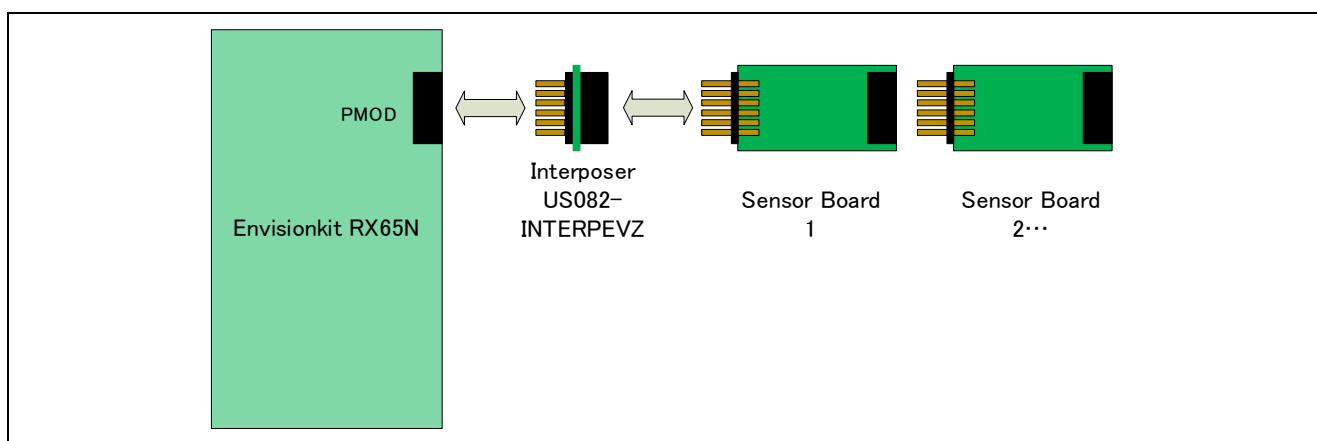 PMOD
Envisionkit RX65N
Interposer
US082-
INTERPEVZ
Sensor Board
1
Sensor Board
2···